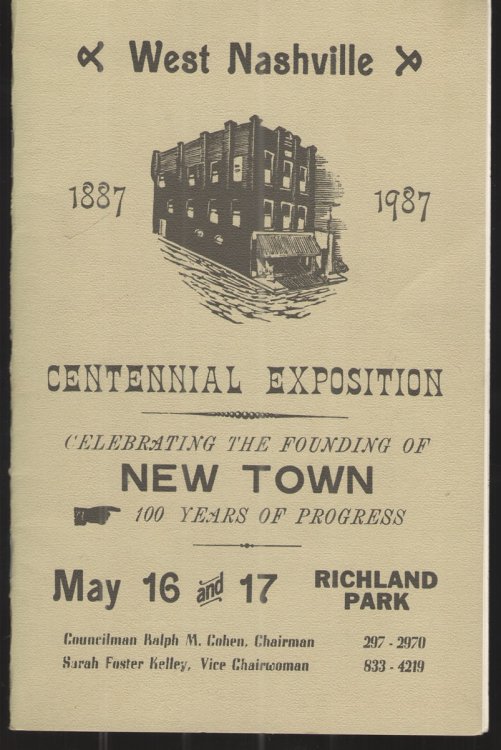 West Nashville
1887 1987
CENTENNIAL EXPOSITION
CELEBRATING THE FOUNDING OF
NEW TOWN
100 YEARS OF PROGRESS
May 16 and 17 RICHLAND PARK
Councilman Ralph M. Cohen, Chairman 297-2970
Sarah Foster Kelley, Vice Chairwoman 833-4219